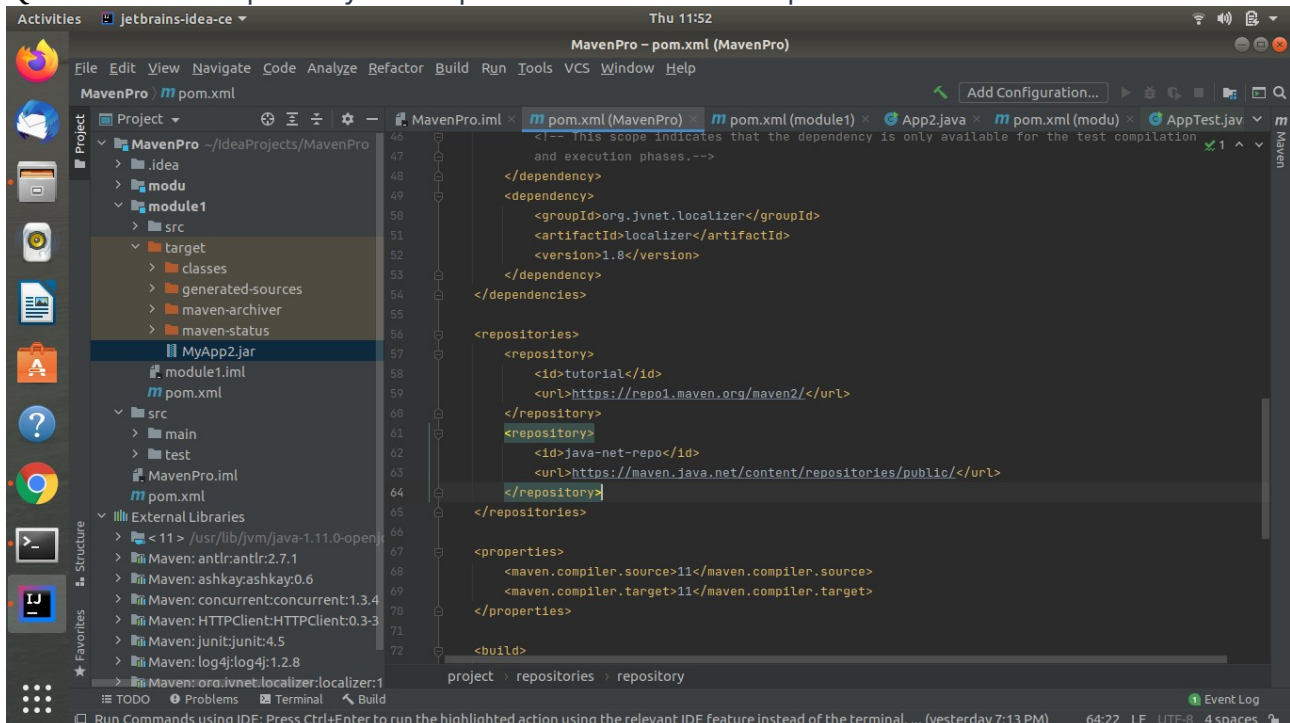 Activities jetbrains-idea-ce Thu 11:52
MavenPro – pom.xml (MavenPro)
File Edit View Navigate Code Analyze Refactor Build Run Tools VCS Window Help
MavenPro pom.xml Add Configuration...
Project MavenPro.iml pom.xml (MavenPro) pom.xml (module1) App2.java pom.xml (modu) AppTest.jav
Project
Maven
MavenPro ~/IdeaProjects/MavenPro
.idea
modu
module1
src
target
classes
generated-sources
maven-archiver
maven-status
MyApp2.jar
module1.iml
pom.xml
src
main
test
MavenPro.iml
pom.xml
External Libraries
< 11 > /usr/lib/jvm/java-1.11.0-openj
Maven: antlr:antlr:2.7.1
Maven: ashkay:ashkay:0.6
Maven: concurrent:concurrent:1.3.4
Maven: HTTPClient:HTTPClient:0.3-3
Maven: junit:junit:4.5
Maven: log4j:log4j:1.2.8
Maven: org.jvnet.localizer:localizer:1
Structure
Favorites
46 <!-- This scope indicates that the dependency is only available for the test compilation 1
47 and execution phases.-->
48 </dependency>
49 <dependency>
50 <groupId>org.jvnet.localizer</groupId>
51 <artifactId>localizer</artifactId>
52 <version>1.8</version>
53 </dependency>
54 </dependencies>
55
56 <repositories>
57 <repository>
58 <id>tutorial</id>
59 <url>https://repo1.maven.org/maven2/</url>
60 </repository>
61 <repository>
62 <id>java-net-repo</id>
63 <url>https://maven.java.net/content/repositories/public/</url>
64 </repository>
65 </repositories>
66
67 <properties>
68 <maven.compiler.source>11</maven.compiler.source>
69 <maven.compiler.target>11</maven.compiler.target>
70 </properties>
71
72 <build>
project repositories repository
TODO Problems Terminal Build 1 Event Log
Run Commands using IDE: Press Ctrl+Enter to run the highlighted action using the relevant IDE feature instead of the terminal. ... (yesterday 7:13 PM) 64:22 LF UTF-8 4 spaces